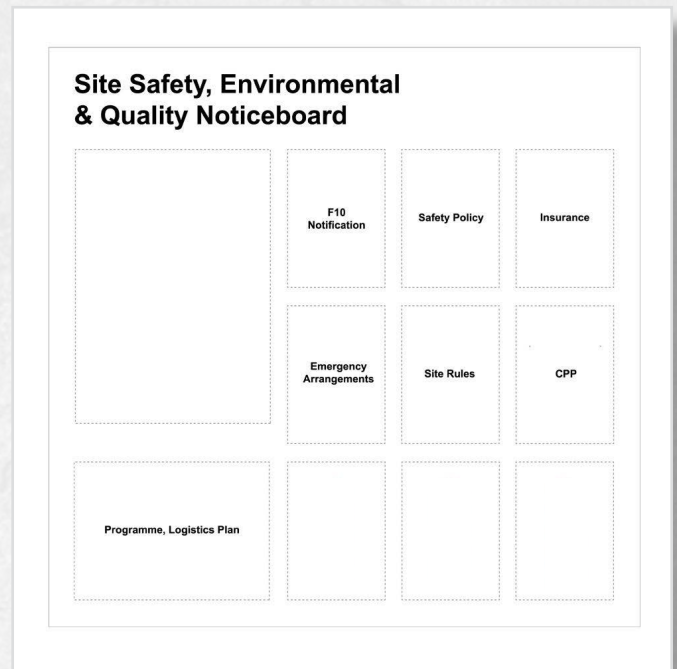 Site Safety, Environmental
& Quality Noticeboard
F10
Notification
Safety Policy
Insurance
Emergency
Arrangements
Site Rules
CPP
Programme, Logistics Plan